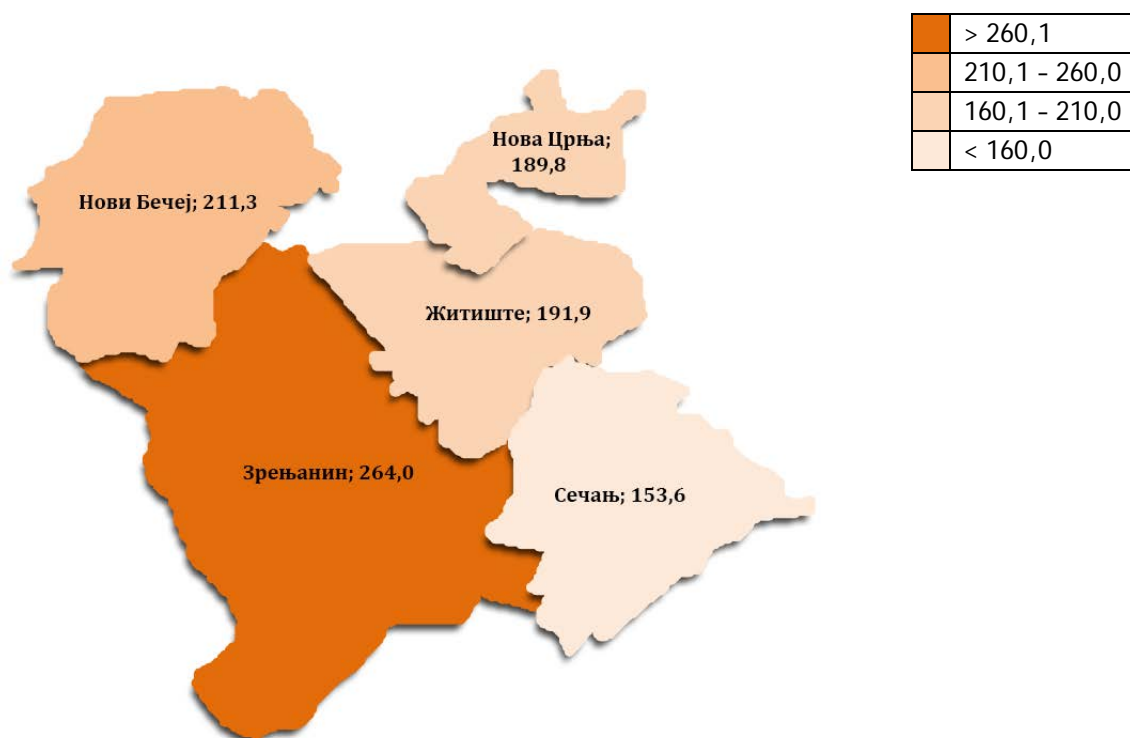 > 260,1
210,1 - 260,0
160,1 - 210,0
< 160,0
Нова Црња;
189,8
Нови Бечеј; 211,3
Житиште; 191,9
Зрењанин; 264,0
Сечањ; 153,6